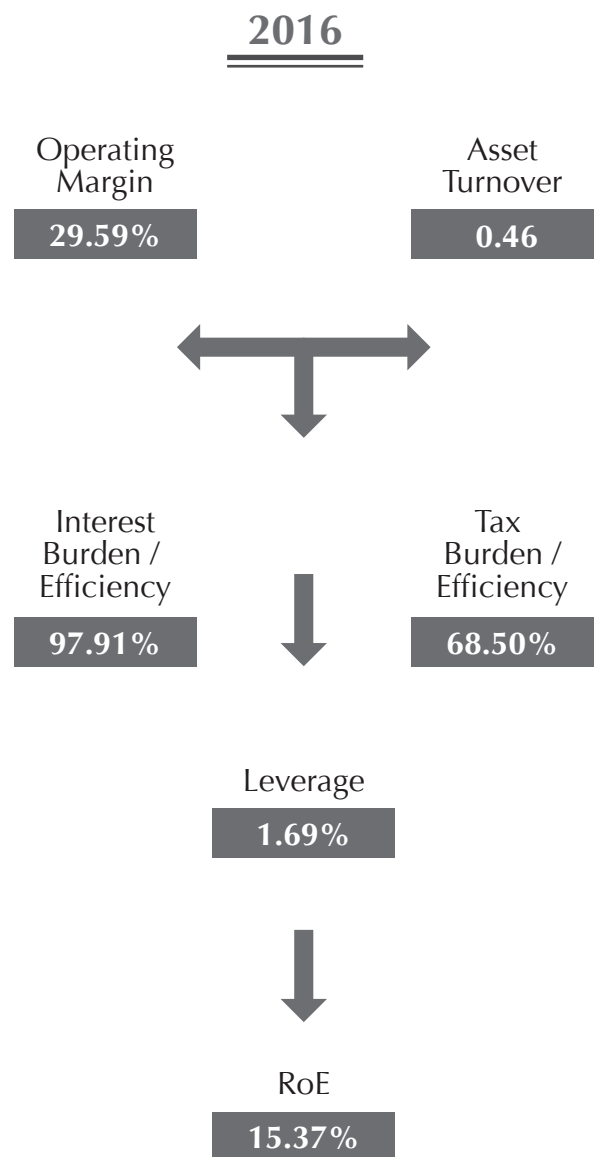 2016
Operating
Margin
29.59%
Asset
Turnover
0.46
Interest
Burden /
Efficiency
97.91%
Tax
Burden /
Efficiency
68.50%
Leverage
1.69%
RoE
15.37%